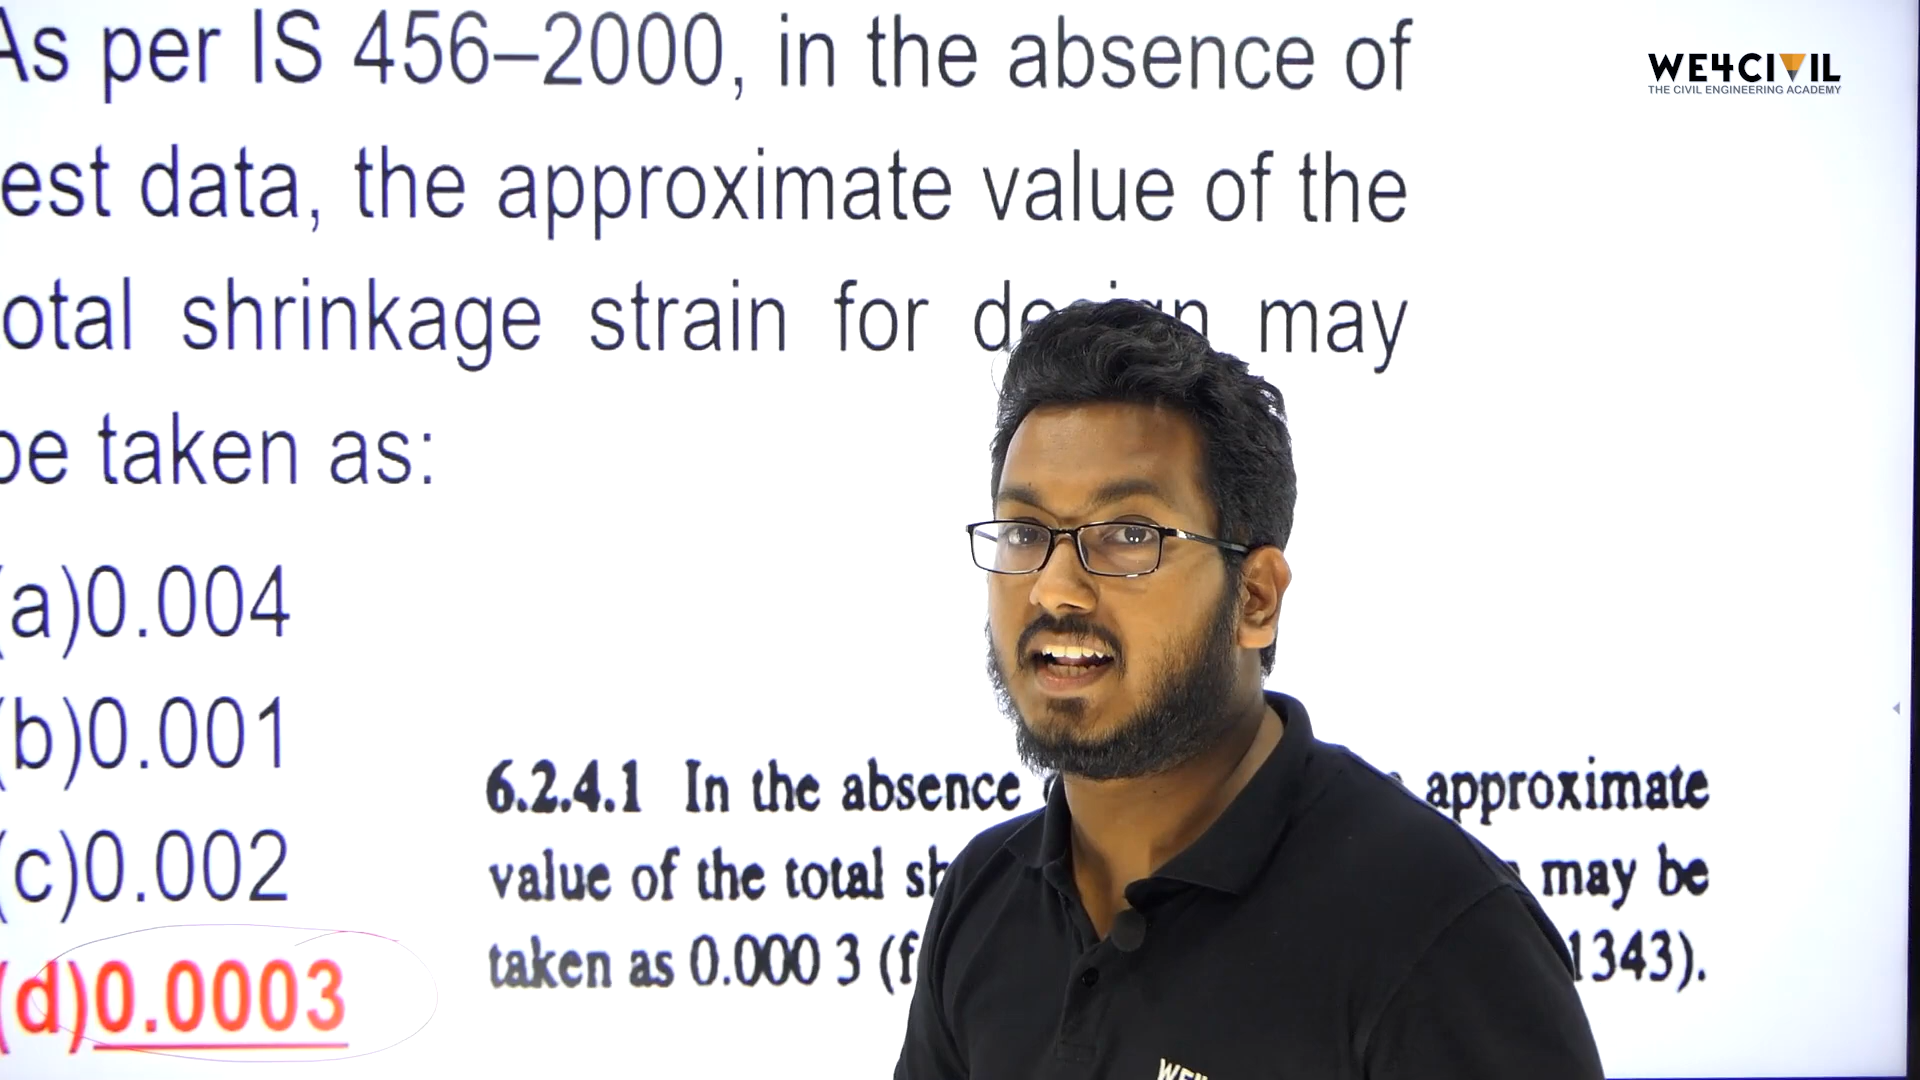 As per IS 456–2000, in the absence of
est data, the approximate value of the
otal shrinkage strain for design may
be taken as:
(a)0.004
(b)0.001
(c)0.002
(d)0.0003
6.2.4.1 In the absence approximate
value of the total sh may be
taken as 0.000 3 (f 1343).
WE4CIVIL
THE CIVIL ENGINEERING ACADEMY